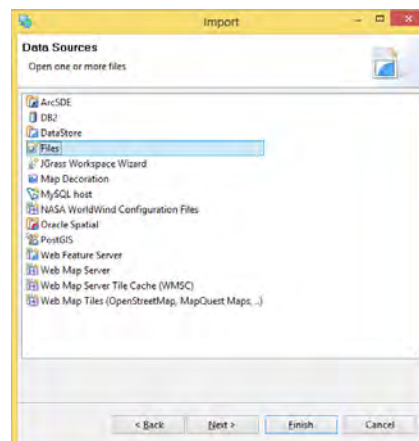 Import
Data Sources
Open one or more files
ArcSDE
DB2
DataStore
Files
JGrass Workspace Wizard
Map Decoration
MySQL host
NASA WorldWind Configuration Files
Oracle Spatial
PostGIS
Web Feature Server
Web Map Server
Web Map Server Tile Cache (WMSC)
Web Map Tiles (OpenStreetMap, MapQuest Maps, ..)
< Back Next > Finish Cancel